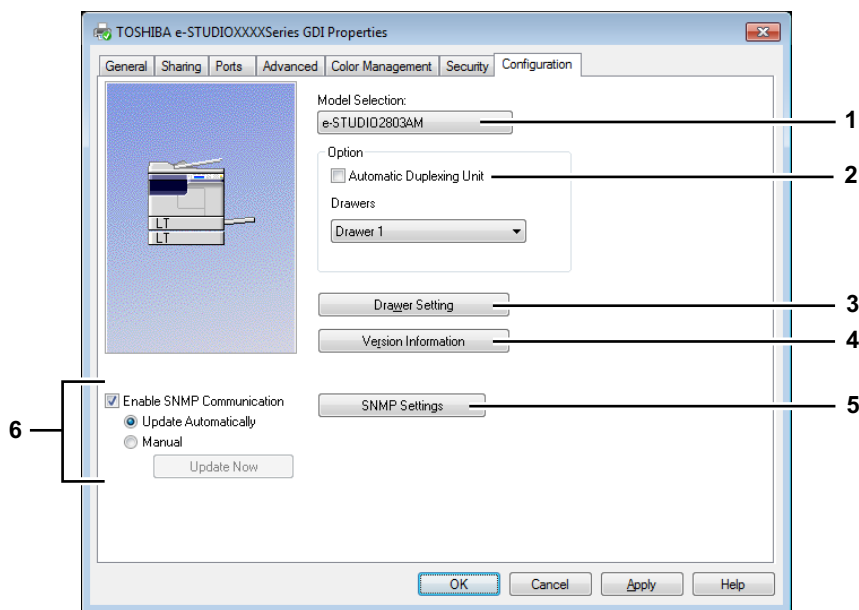 TOSHIBA e-STUDIOXXXXSeries GDI Properties
General Sharing Ports Advanced Color Management Security Configuration
Model Selection:
e-STUDIO2803AM
1
Option
Automatic Duplexing Unit
2
Drawers
Drawer 1
LT
LT
Drawer Setting
3
Version Information
4
Enable SNMP Communication
SNMP Settings
5
Update Automatically
6
Manual
Update Now
OK Cancel Apply Help